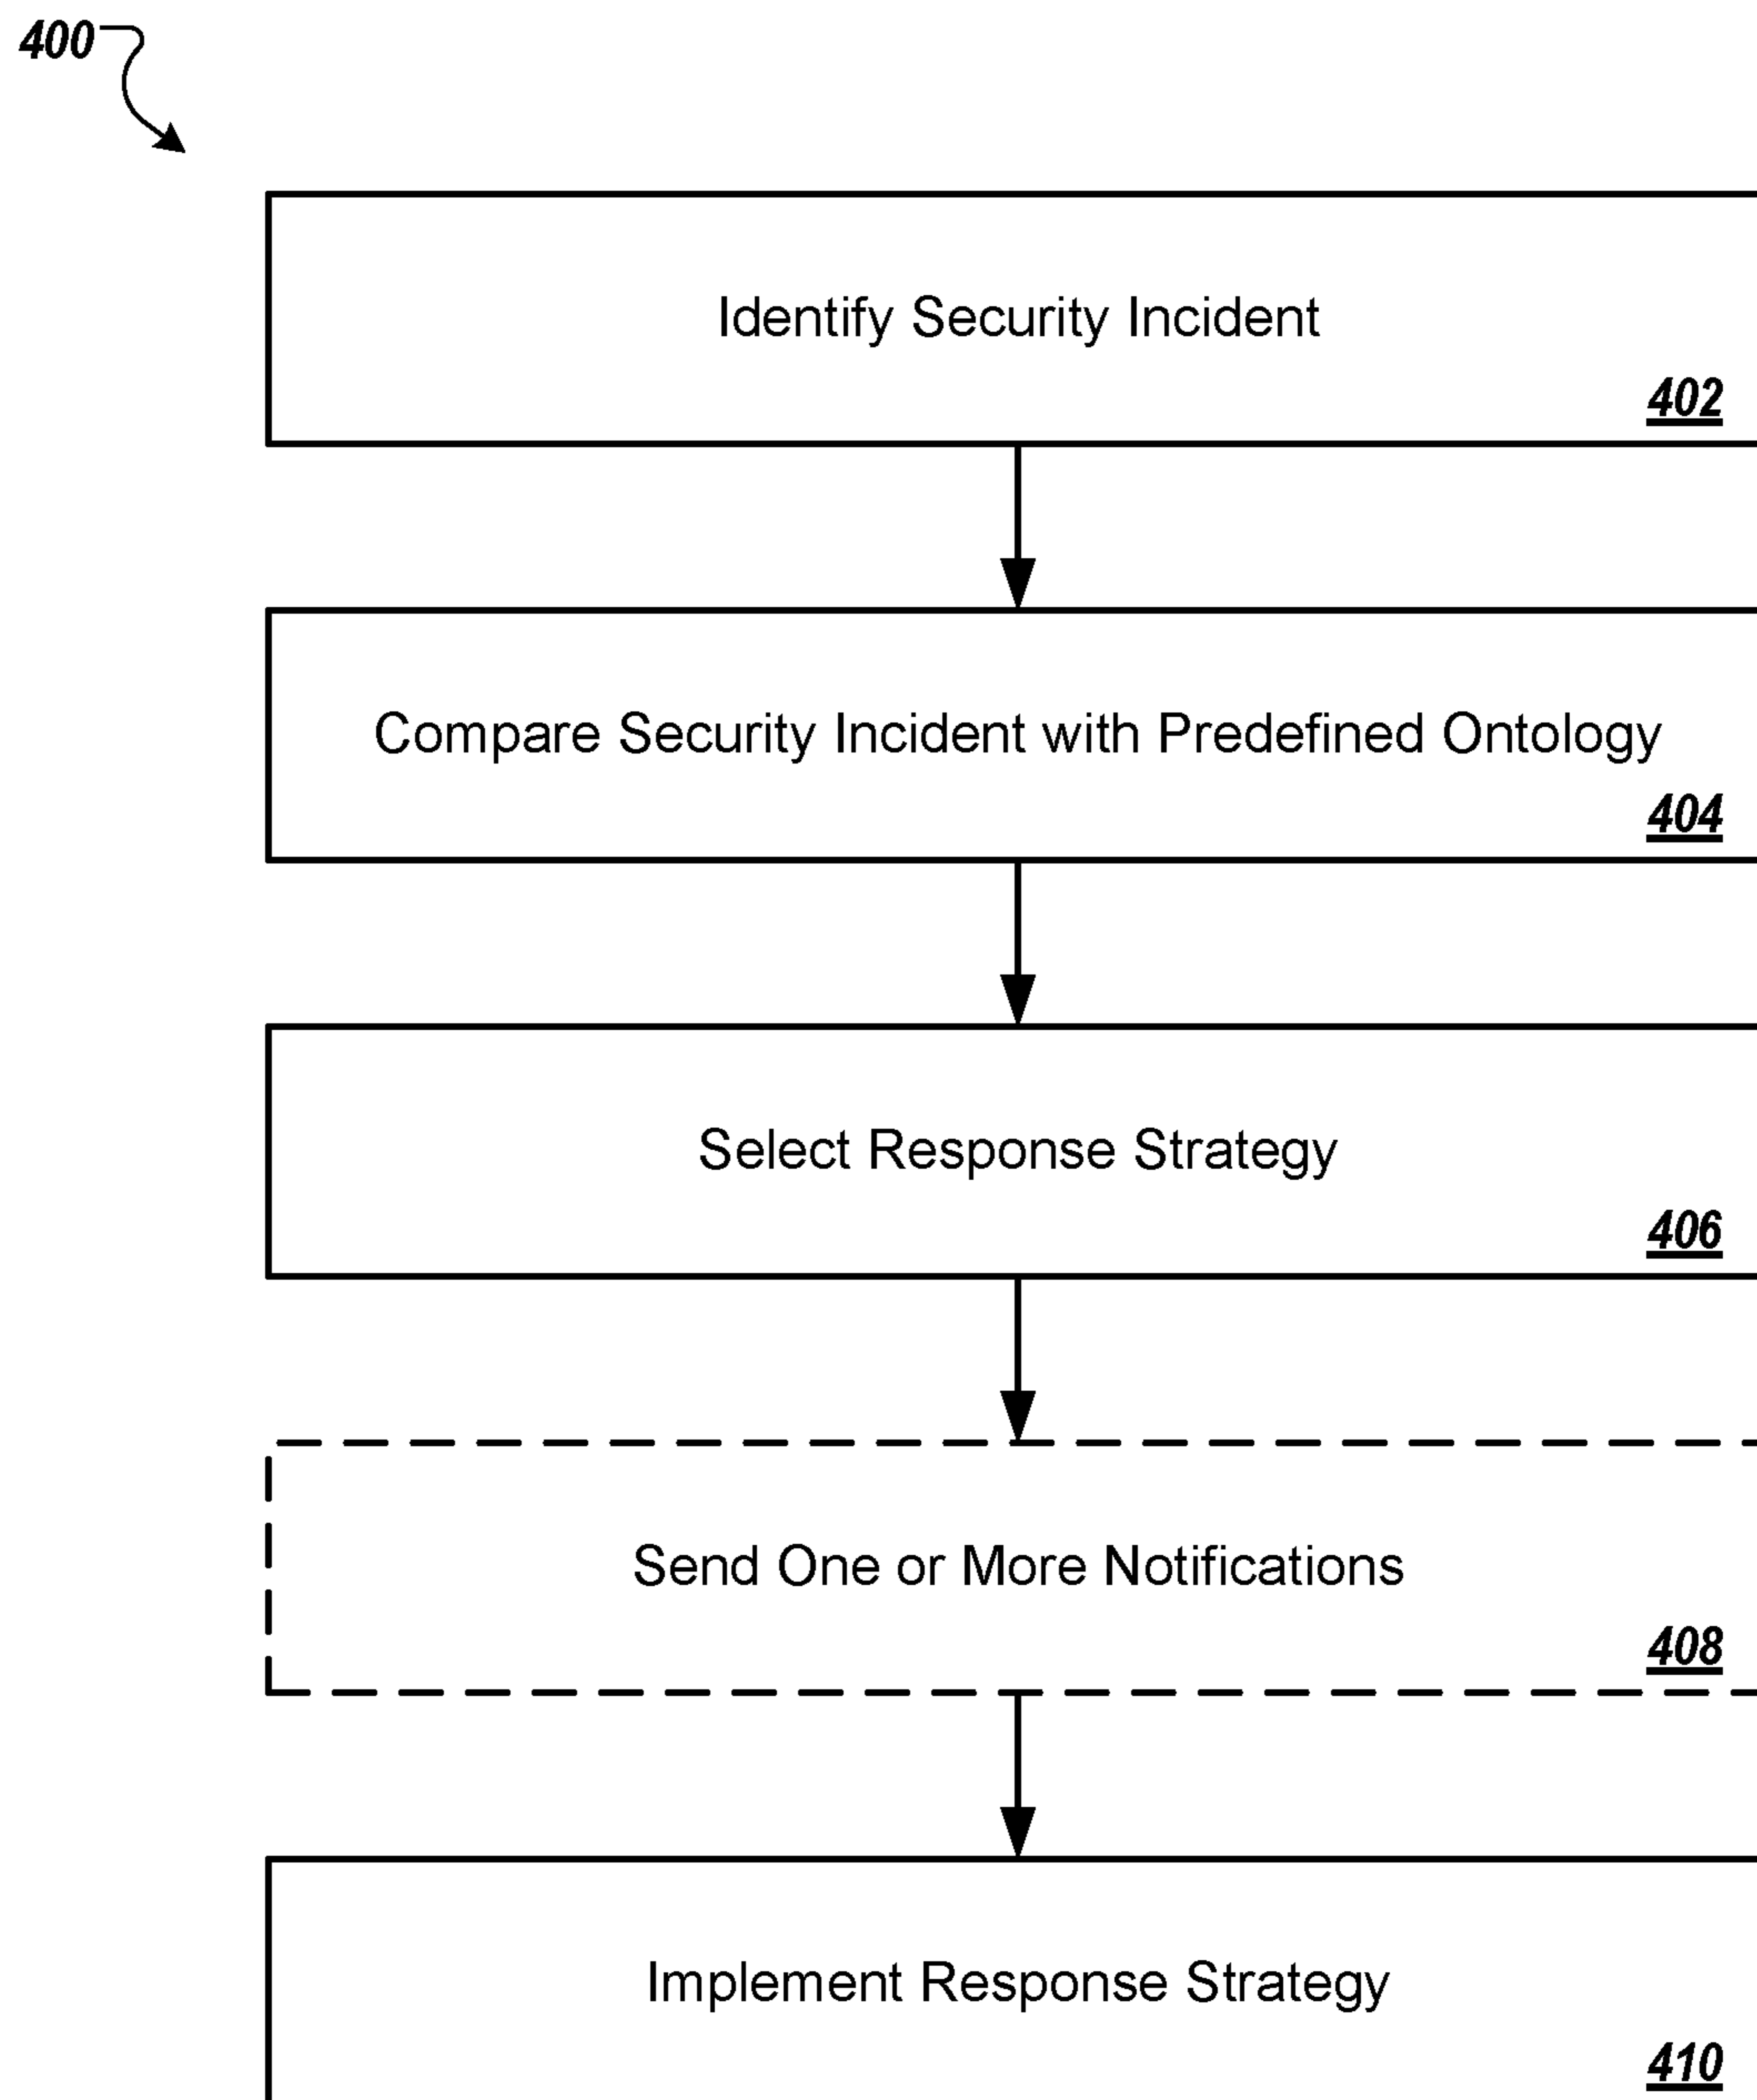 400
Identify Security Incident
402
Compare Security Incident with Predefined Ontology
404
Select Response Strategy
406
Send One or More Notifications
408
Implement Response Strategy
410